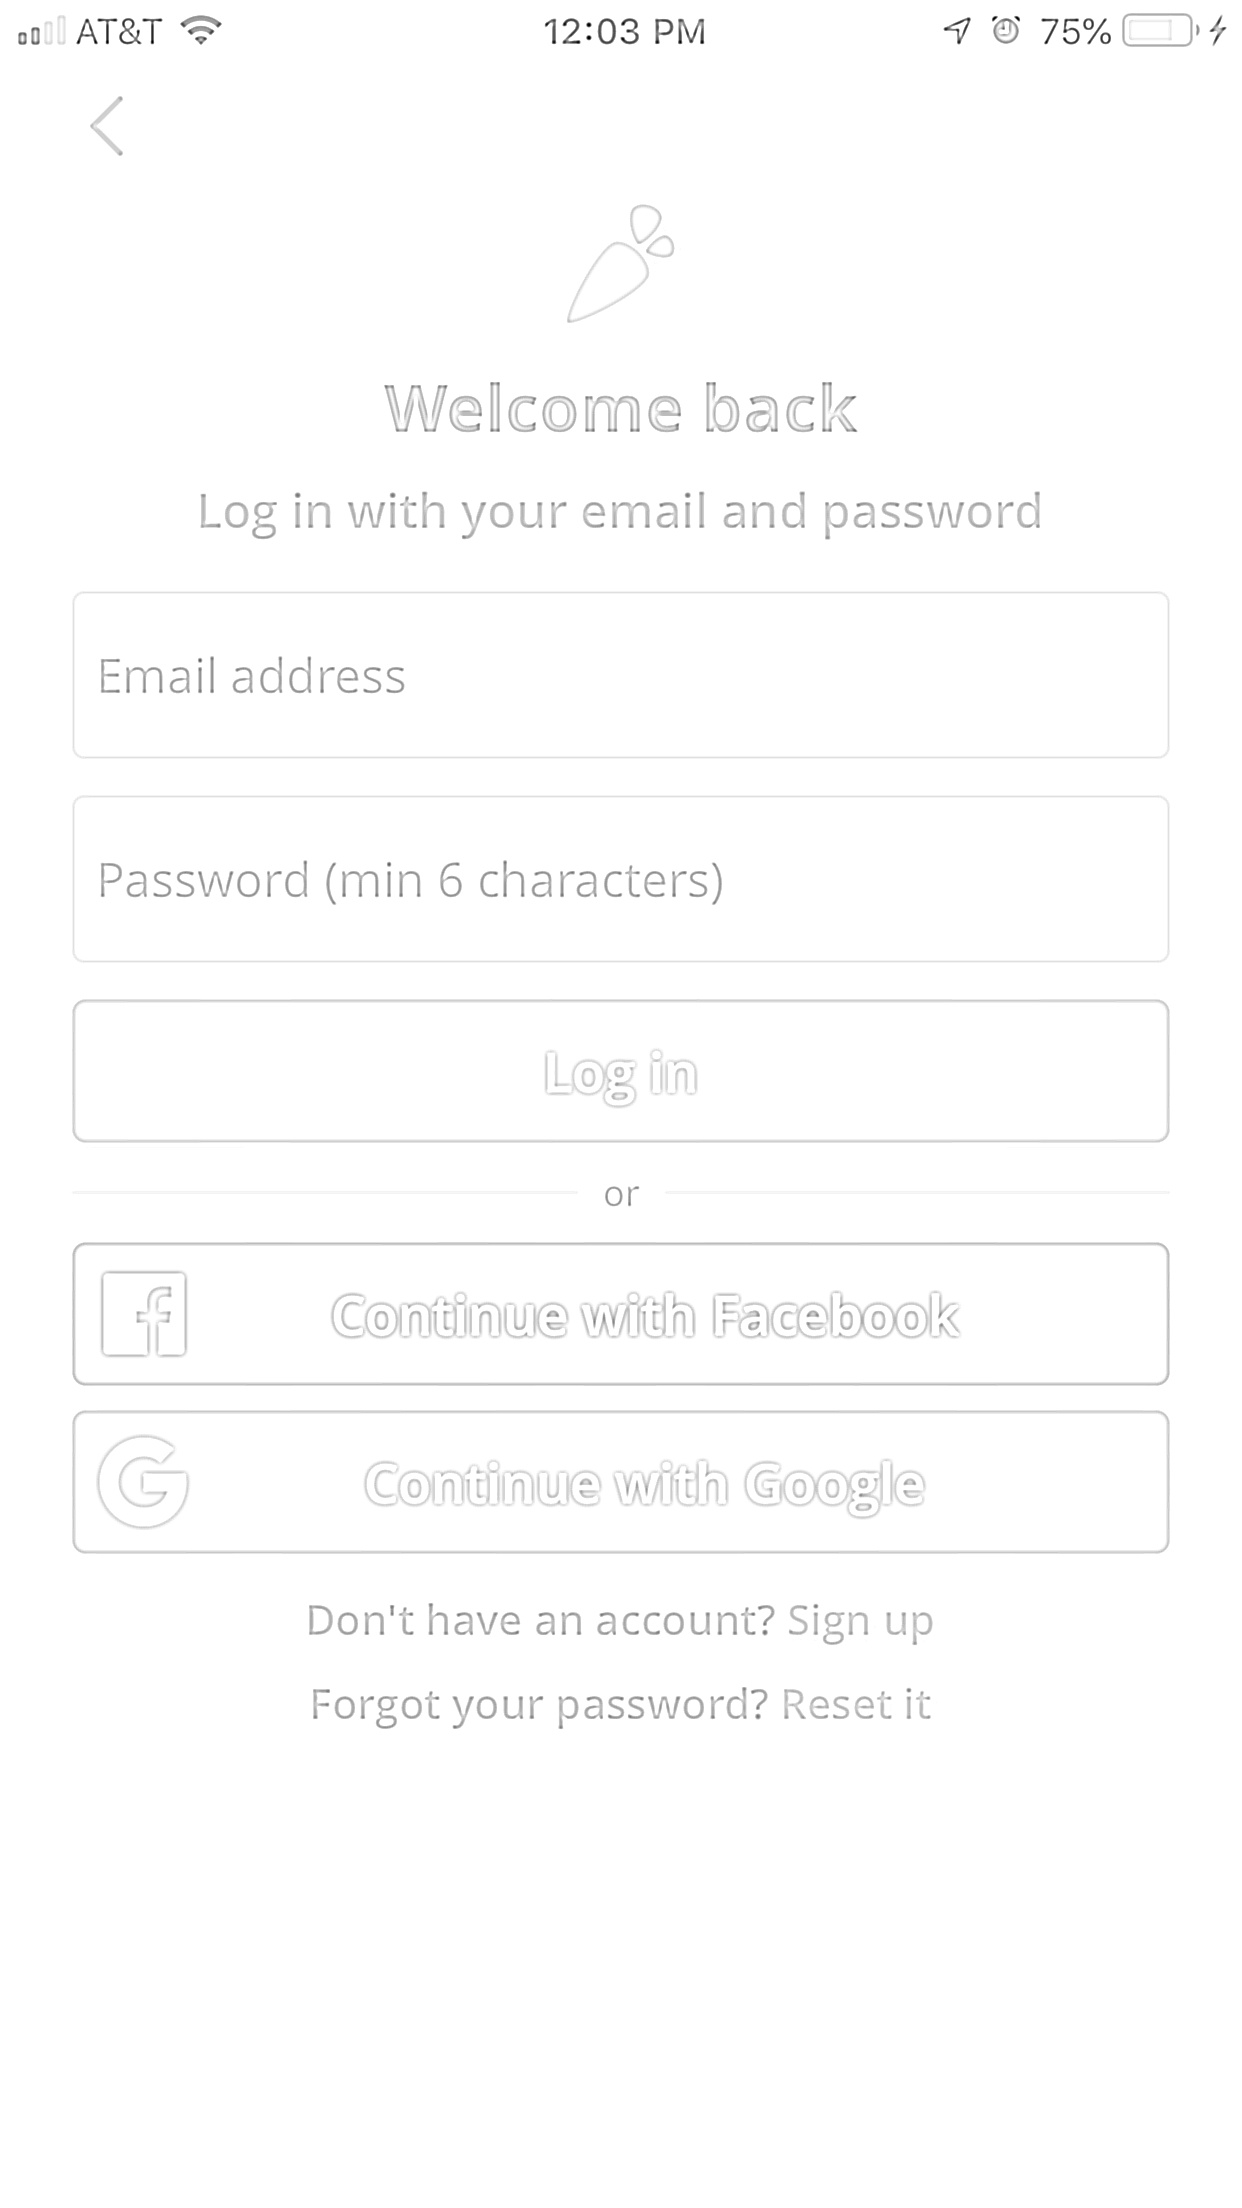 AT&T 12:03 PM 75%
Welcome back
Log in with your email and password
Email address
Password (min 6 characters)
Log in
or
Continue with Facebook
Continue with Google
Don't have an account? Sign up
Forgot your password? Reset it